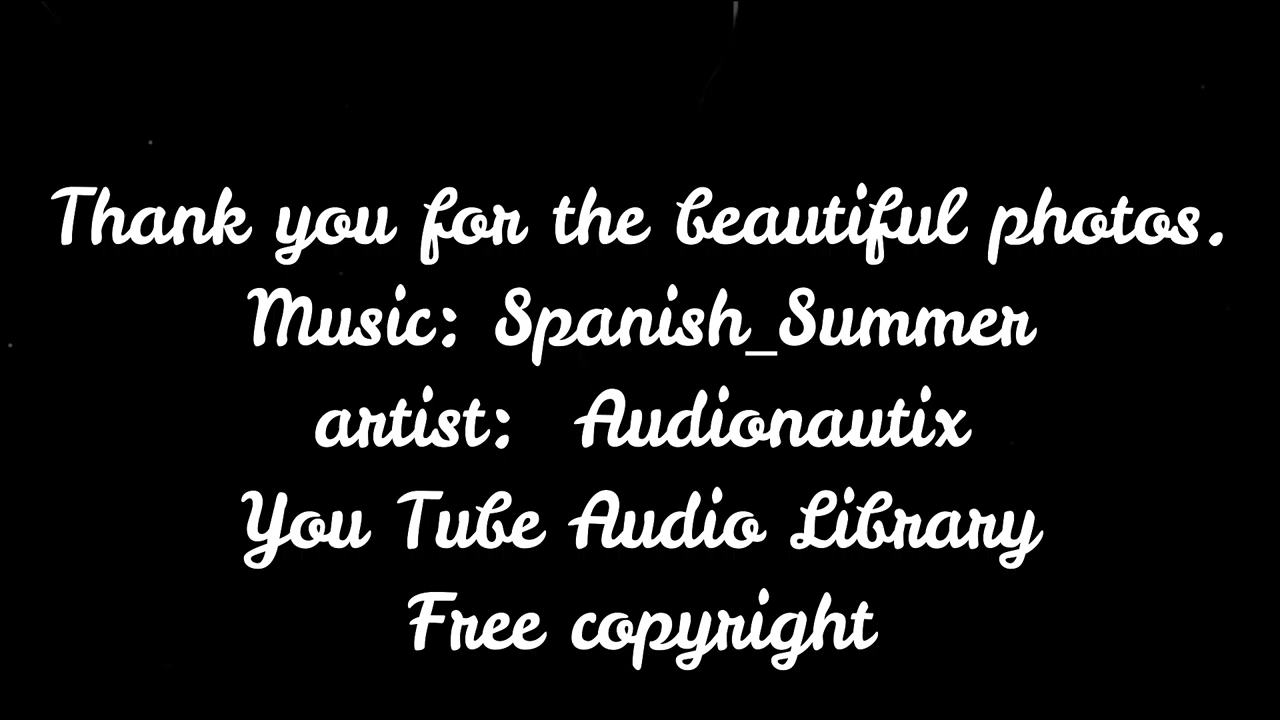 Thank you for the beautiful photos.
Music: Spanish_Summer
artist: Audionautix
You Tube Audio Library
Free copyright